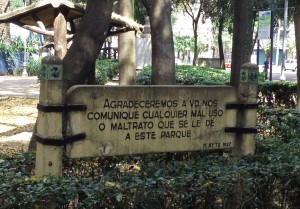 AGRADECEREMOS A VD. NOS
COMUNIQUE CUALQUIER MAL USO
O MALTRATO QUE SE LE DE
A ESTE PARQUE